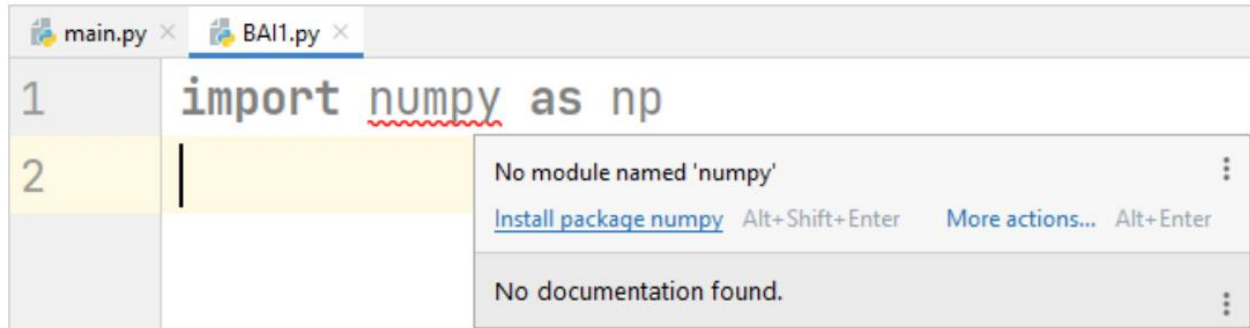 main.py BAI1.py
1 import numpy as np
2
No module named 'numpy'
Install package numpy Alt+Shift+Enter More actions... Alt+Enter
No documentation found.